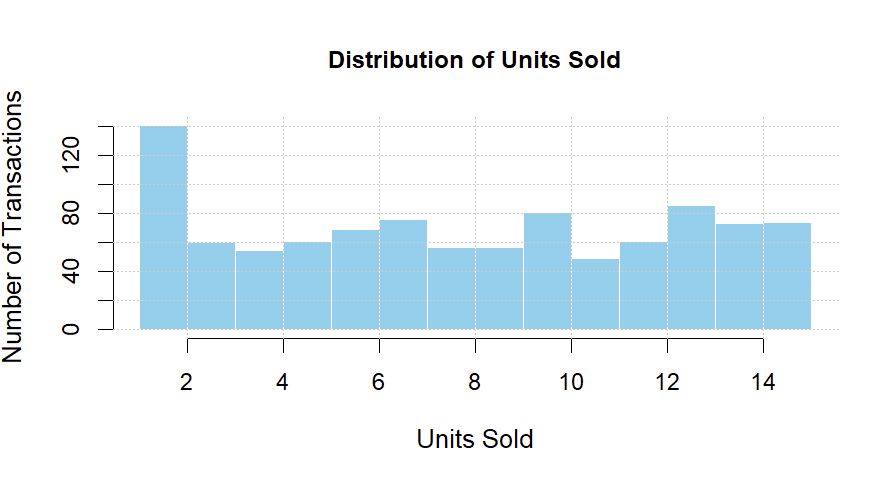 Distribution of Units Sold
Number of Transactions
120
80
40
0
2 4 6 8 10 12 14
Units Sold